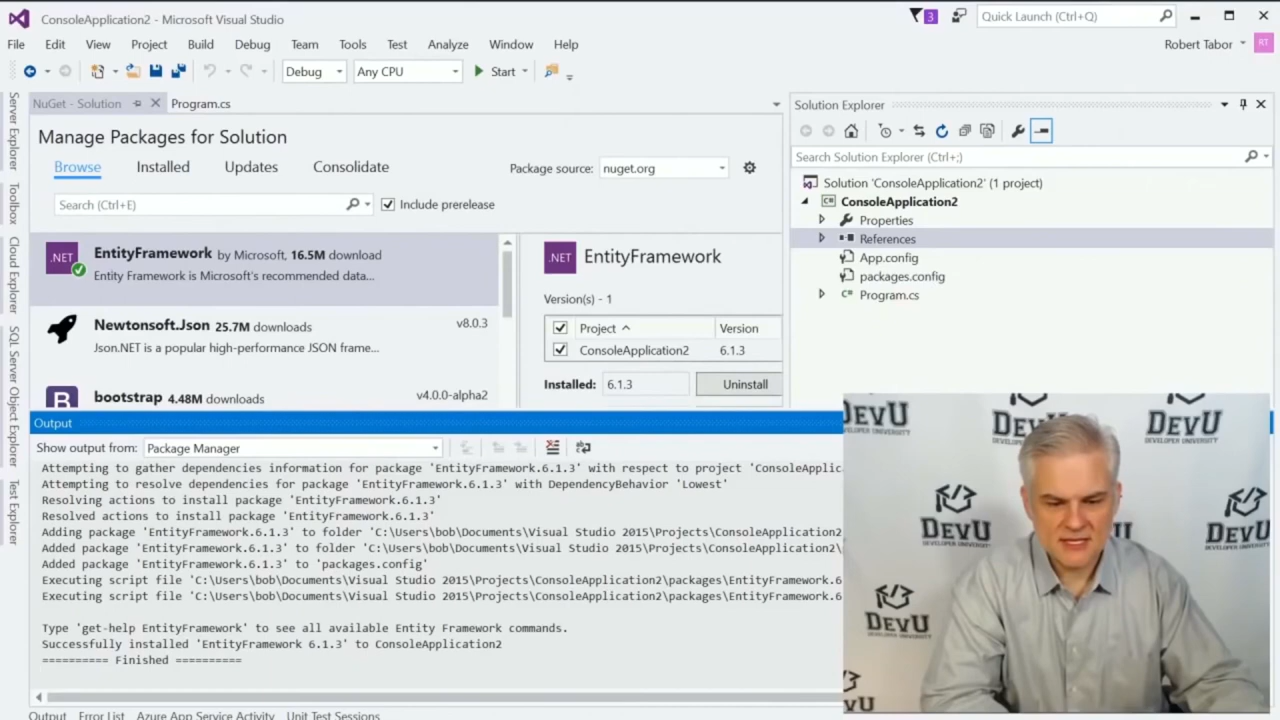 ConsoleApplication2 - Microsoft Visual Studio
3
Quick Launch (Ctrl+Q)
File Edit View Project Build Debug Team Tools Test Analyze Window Help
Robert Tabor
RT
Debug
Any CPU
Start
Server Explorer
Toolbox
Cloud Explorer
SQL Server Object Explorer
Test Explorer
NuGet - Solution
Program.cs
Manage Packages for Solution
Browse Installed Updates Consolidate
Package source: nuget.org
Search (Ctrl+E)
Include prerelease
.NET
EntityFramework by Microsoft, 16.5M download
Entity Framework is Microsoft's recommended data...
Newtonsoft.Json 25.7M downloads
v8.0.3
Json.NET is a popular high-performance JSON frame...
B
bootstrap 4.48M downloads
v4.0.0-alpha2
.NET
EntityFramework
Version(s) - 1
Project Version
ConsoleApplication2 6.1.3
Installed: 6.1.3
Uninstall
Solution Explorer
Search Solution Explorer (Ctrl+;)
Solution 'ConsoleApplication2' (1 project)
ConsoleApplication2
Properties
References
App.config
packages.config
Program.cs
Output
Show output from: Package Manager
Attempting to gather dependencies information for package 'EntityFramework.6.1.3' with respect to project 'ConsoleApplic
Attempting to resolve dependencies for package 'EntityFramework.6.1.3' with DependencyBehavior 'Lowest'
Resolving actions to install package 'EntityFramework.6.1.3'
Resolved actions to install package 'EntityFramework.6.1.3'
Adding package 'EntityFramework.6.1.3' to folder 'C:\Users\bob\Documents\Visual Studio 2015\Projects\ConsoleApplication2
Added package 'EntityFramework.6.1.3' to folder 'C:\Users\bob\Documents\Visual Studio 2015\Projects\ConsoleApplication2\
Added package 'EntityFramework.6.1.3' to 'packages.config'
Executing script file 'C:\Users\bob\Documents\Visual Studio 2015\Projects\ConsoleApplication2\packages\EntityFramework.6
Executing script file 'C:\Users\bob\Documents\Visual Studio 2015\Projects\ConsoleApplication2\packages\EntityFramework.6
Type 'get-help EntityFramework' to see all available Entity Framework commands.
Successfully installed 'EntityFramework 6.1.3' to ConsoleApplication2
========== Finished ==========
Output Error List Azure App Service Activity Unit Test Sessions
DEVU
DEVELOPER UNIVERSITY
DEVU
DEVELOPER UNIVERSITY
DEVU
DEVELOPER UNIVERSITY
DEVU
DEVELOPER UNIVERSITY